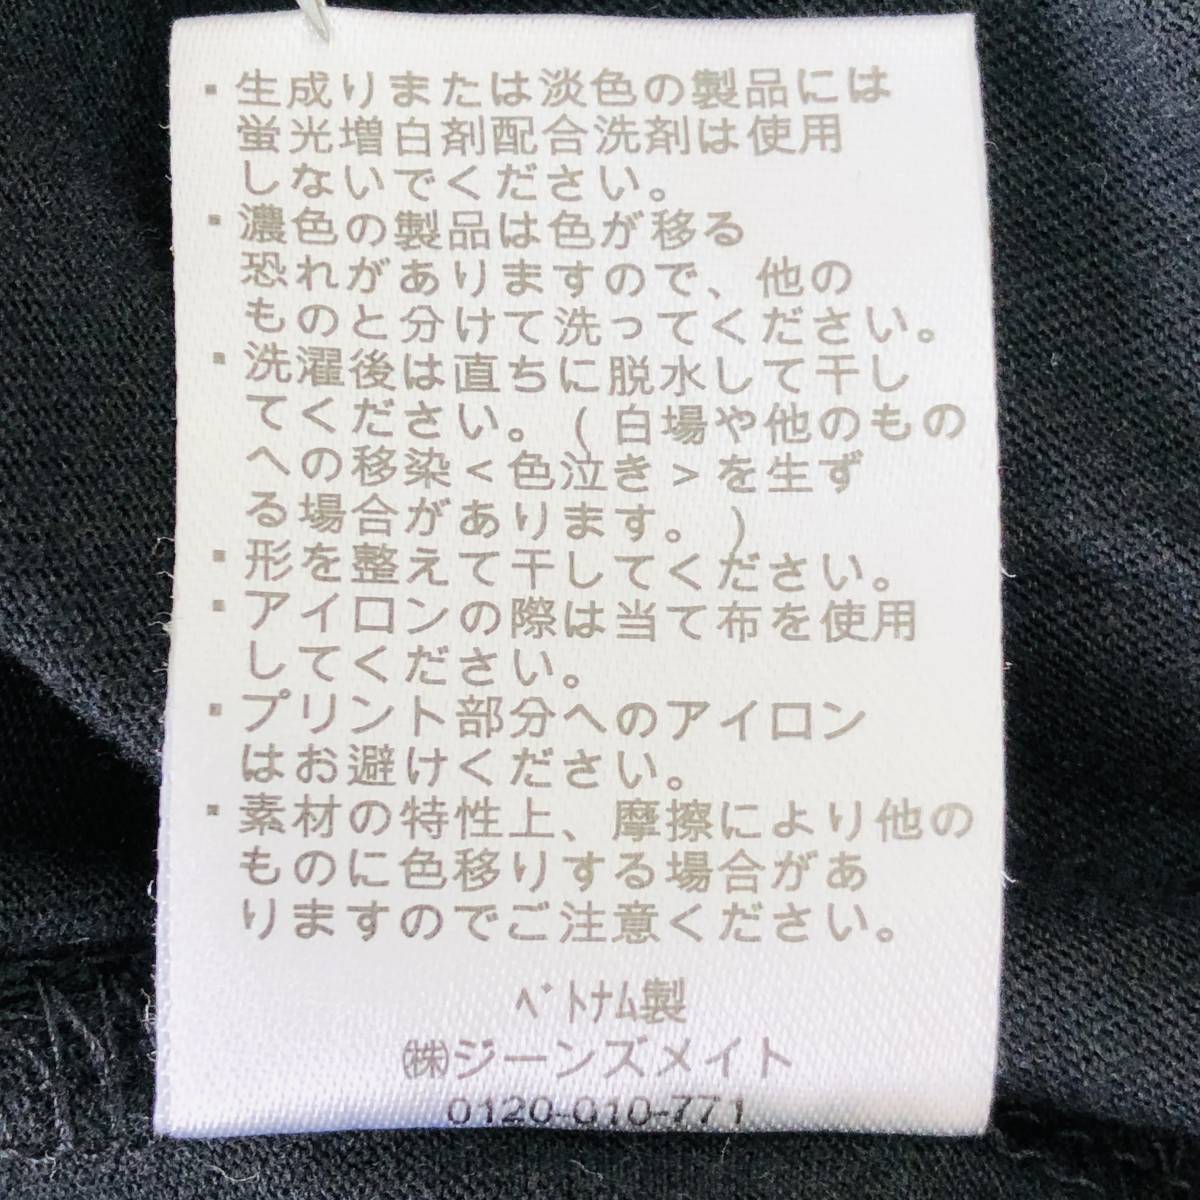 ・生成りまたは淡色の製品には
蛍光増白剤配合洗剤は使用
しないでください。
・濃色の製品は色が移る
恐れがありますので、他の
ものと分けて洗ってください。
・洗濯後は直ちに脱水して干し
てください。(白場や他のもの
への移染<色泣き>を生ず
る場合があります。)
・形を整えて干してください。
・アイロンの際は当て布を使用
してください。
・プリント部分へのアイロン
はお避けください。
・素材の特性上、摩擦により他の
ものに色移りする場合があ
りますのでご注意ください。
ﾍﾞﾄﾅﾑ製
㈱ジーンズメイト
0120-010-771